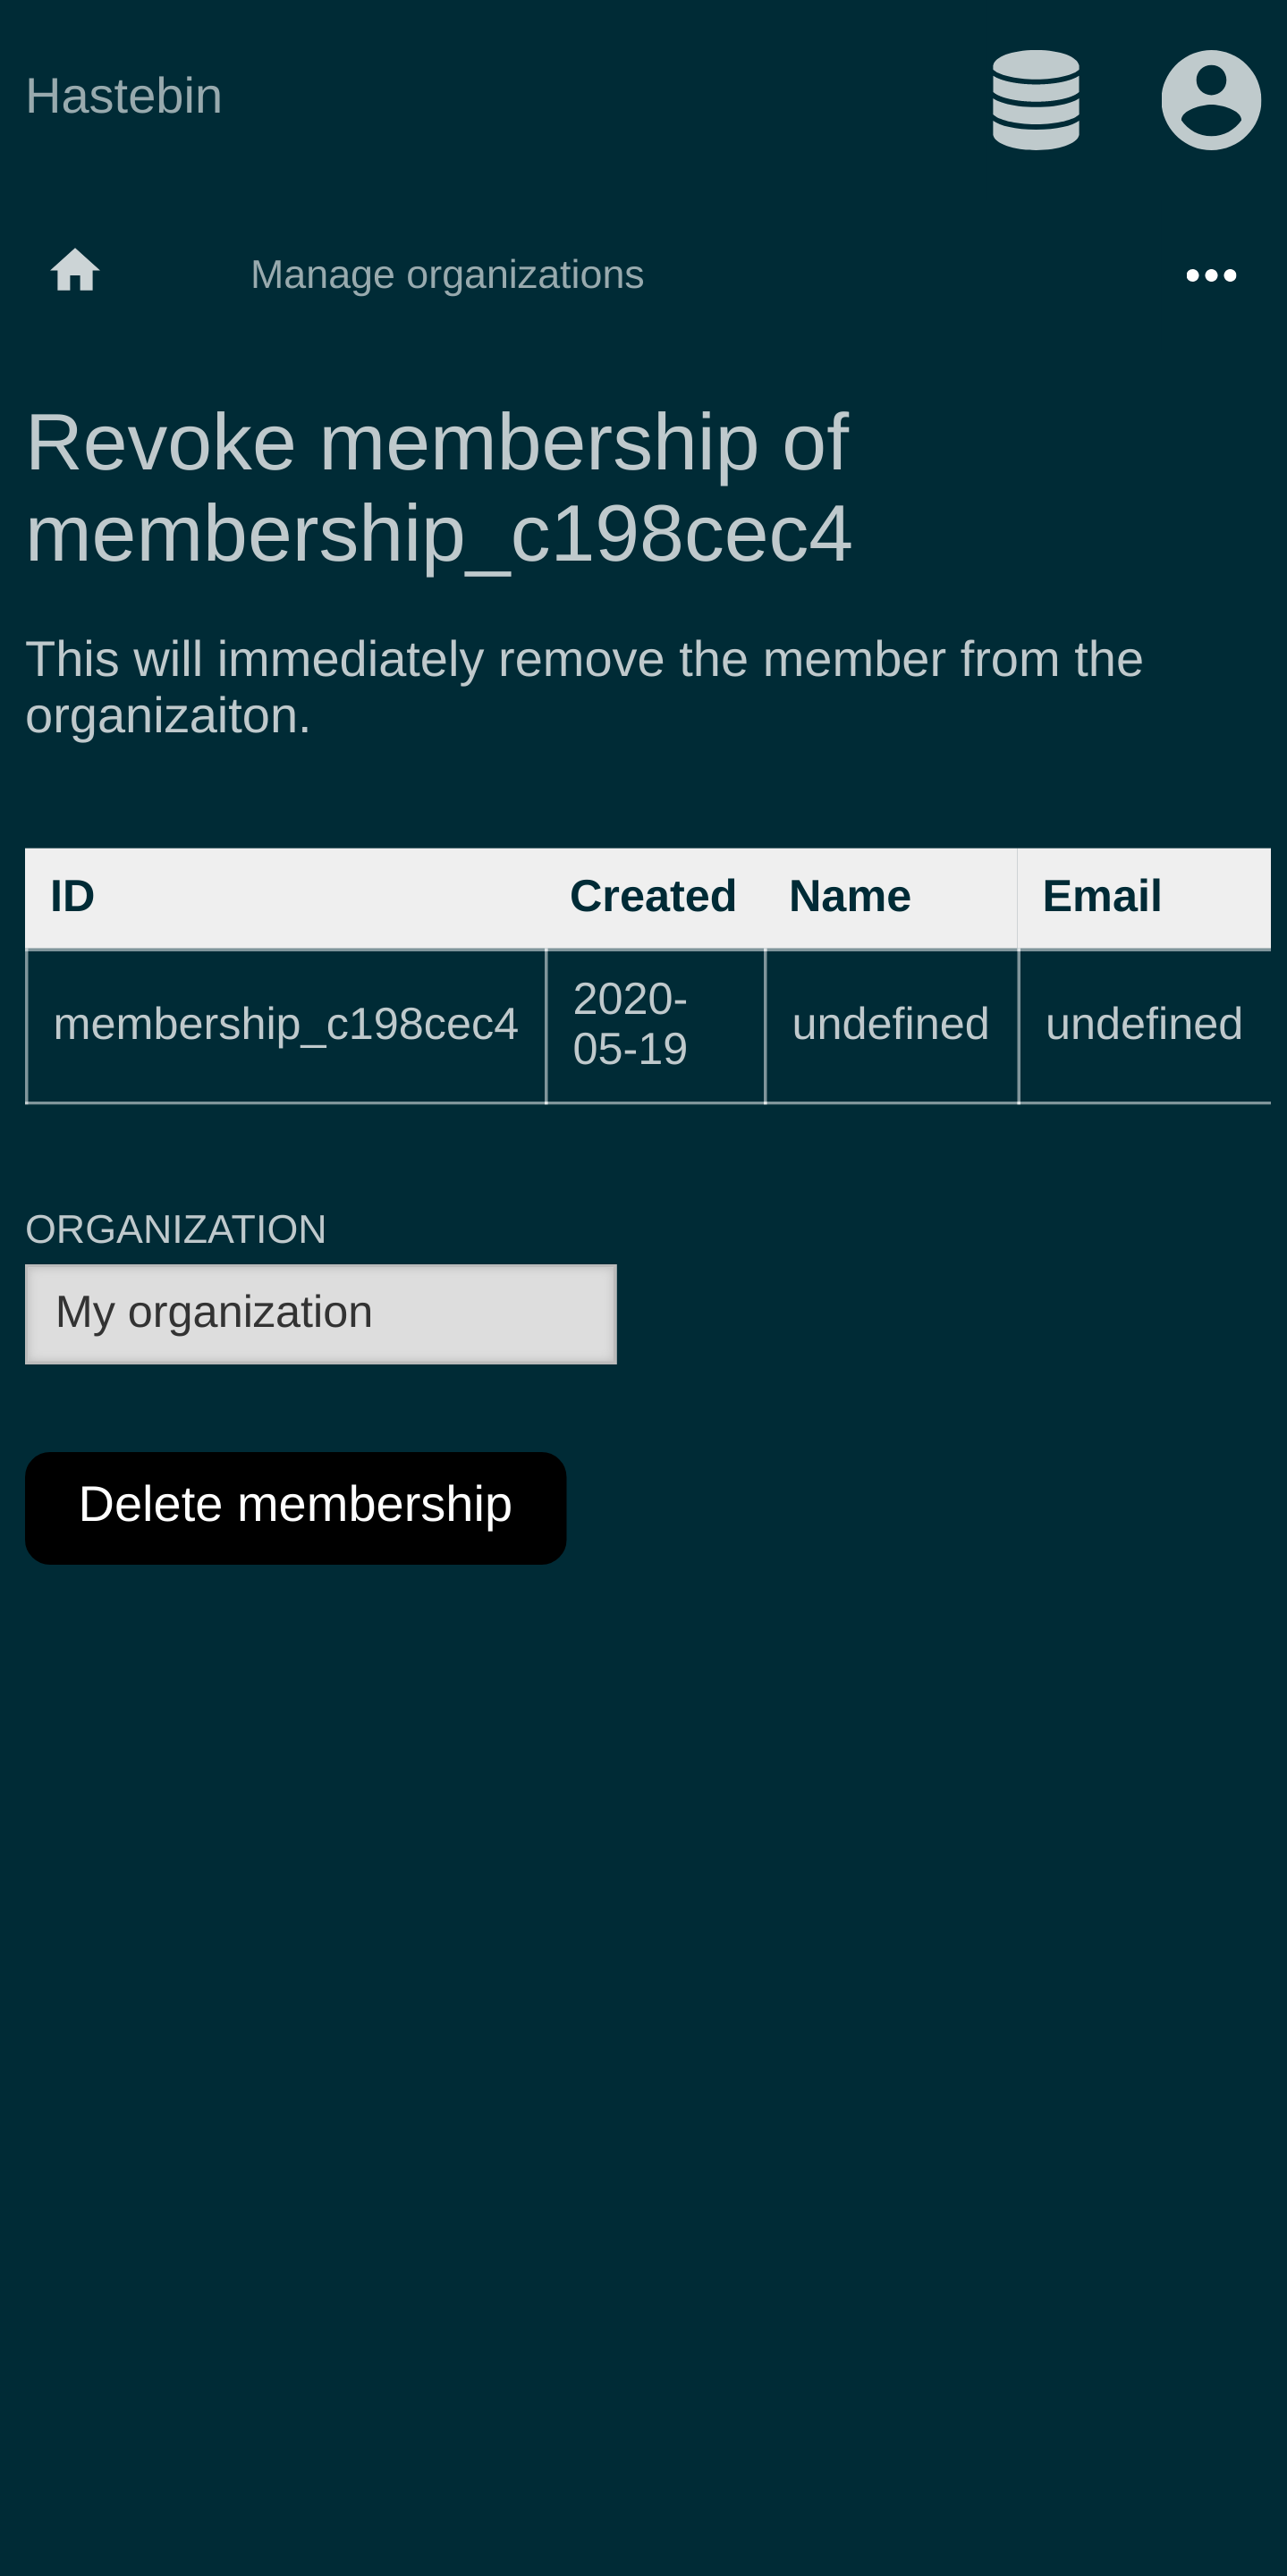 Hastebin
Manage organizations
Revoke membership of
membership_c198cec4
This will immediately remove the member from the
organizaiton.
ID Created Name Email
membership_c198cec4 2020-05-19 undefined undefined
ORGANIZATION
My organization
Delete membership